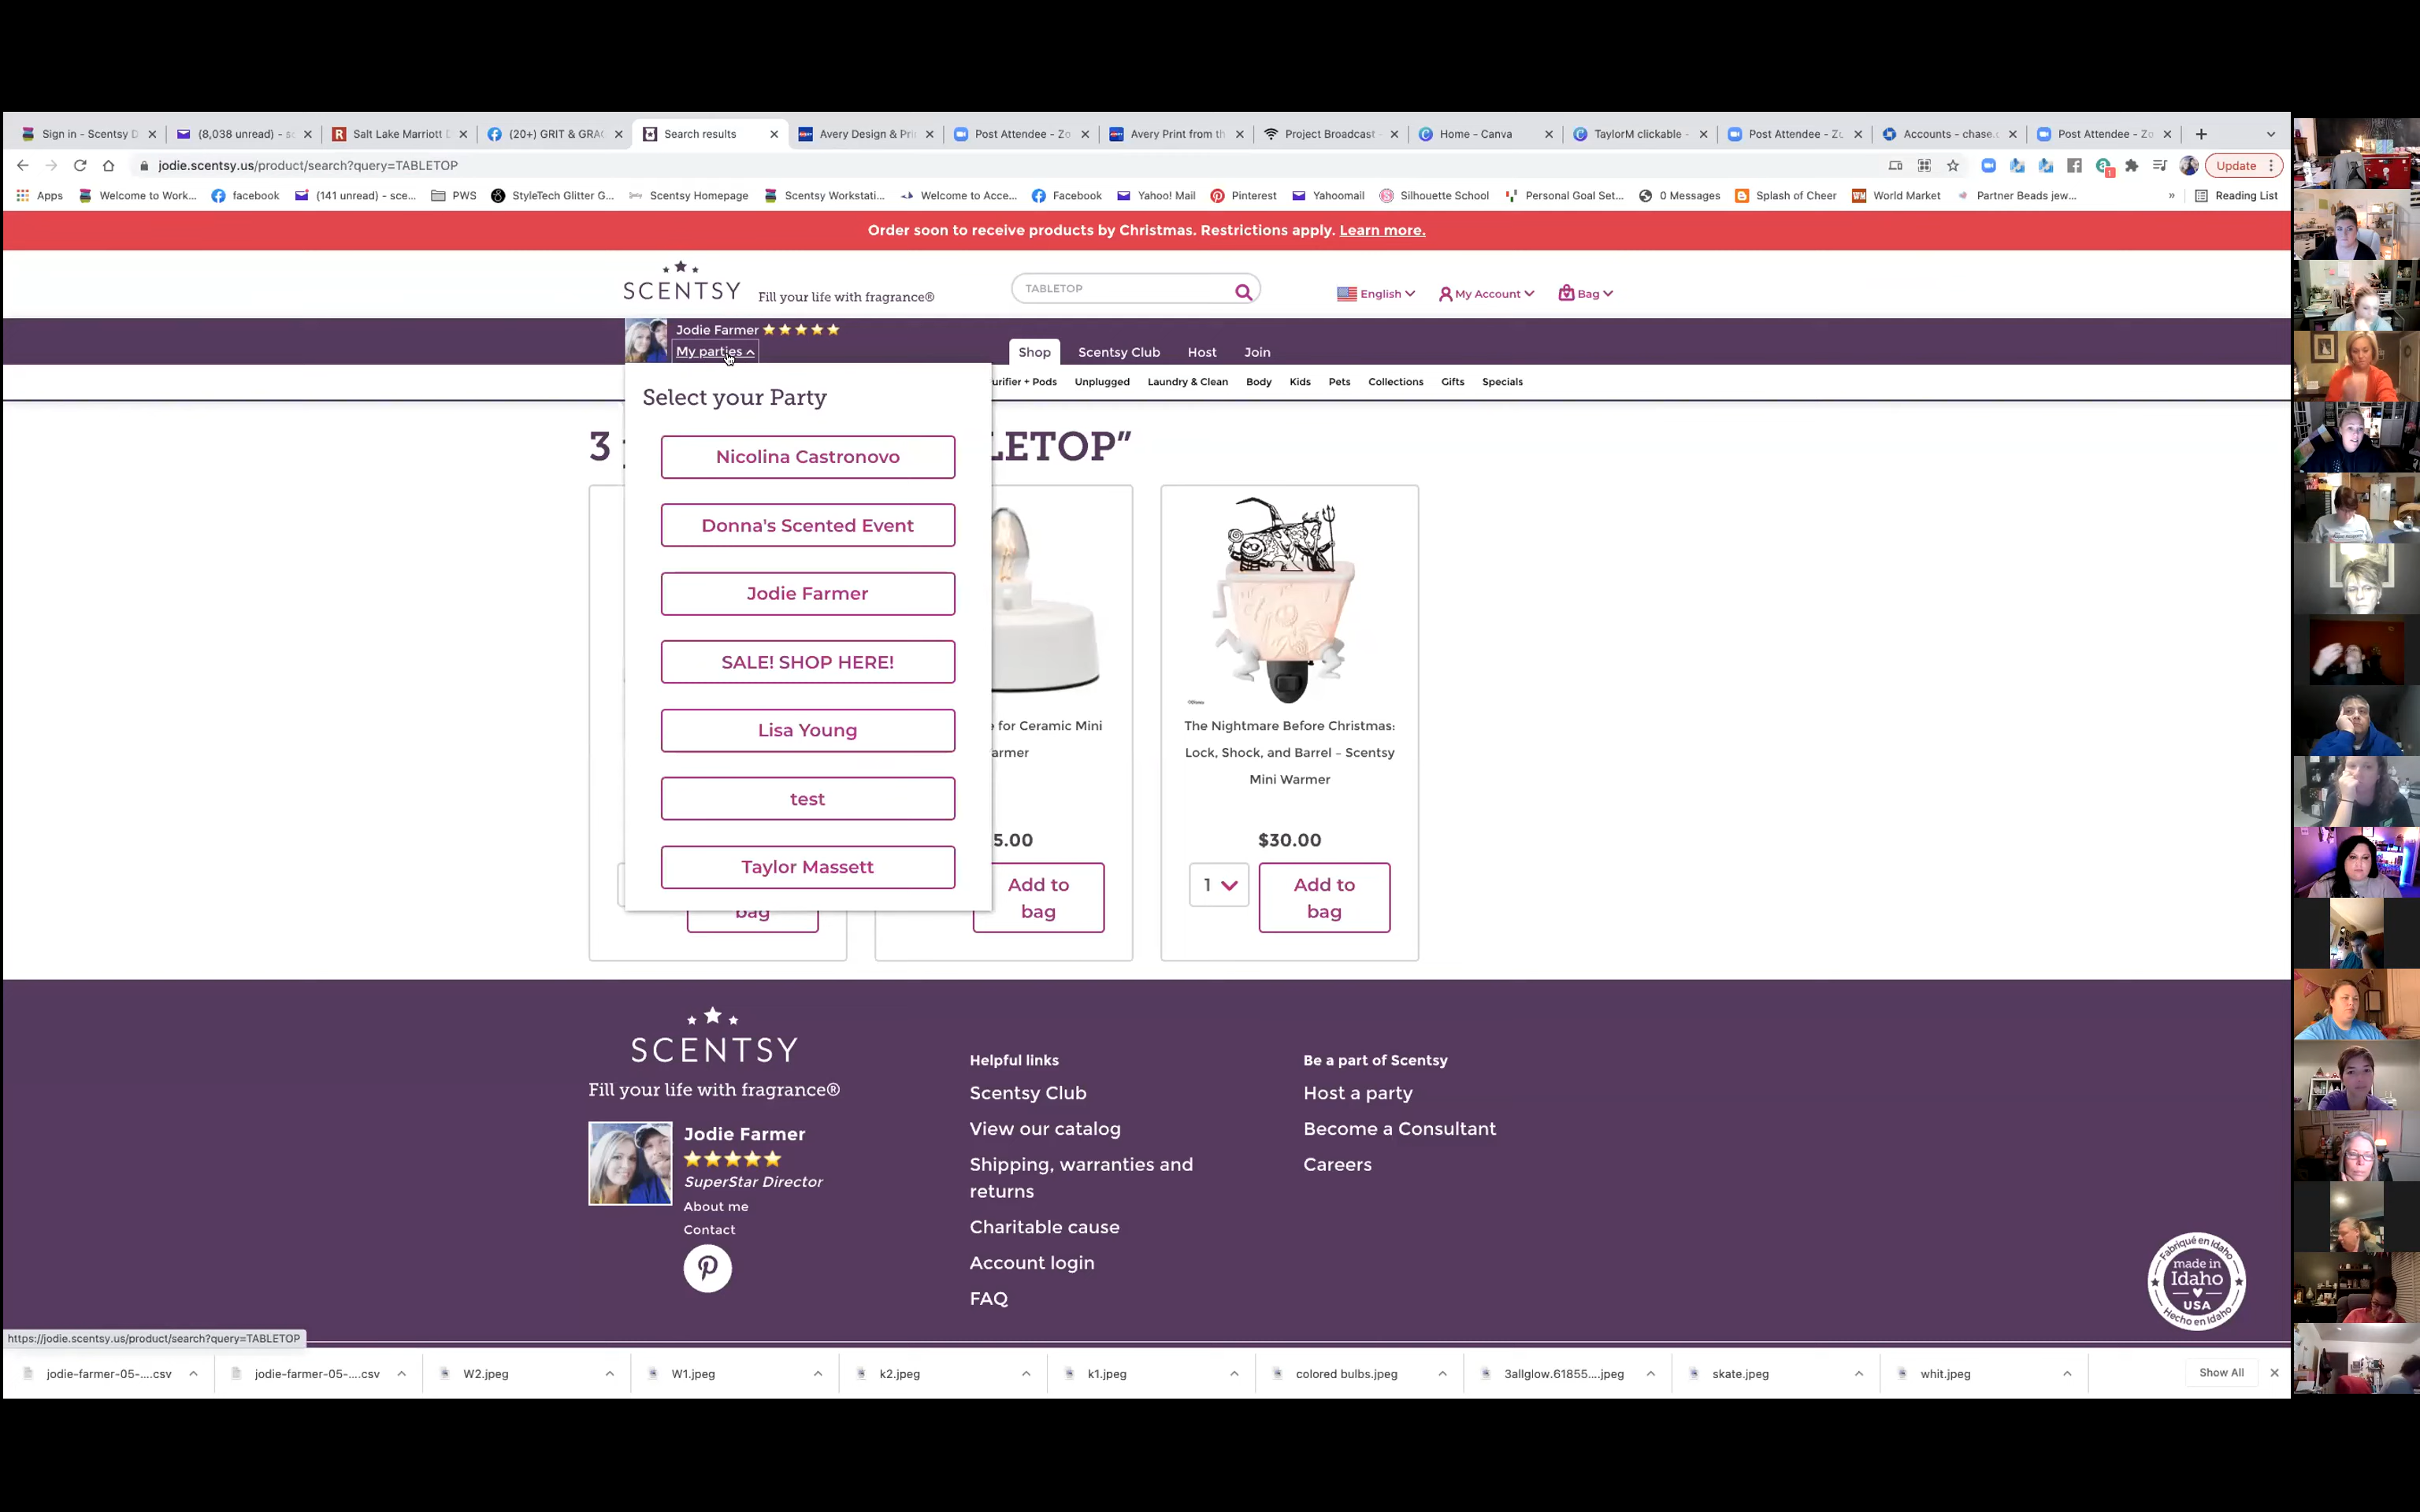 Sign in - Scentsy D
(8,038 unread) - sc
Salt Lake Marriott D
(20+) GRIT & GRAC
Search results
Avery Design & Prin
Post Attendee - Zo
Avery Print from th
Project Broadcast -
Home - Canva
TaylorM clickable -
Post Attendee - Zo
Accounts - chase.c
Post Attendee - Zo
jodie.scentsy.us/product/search?query=TABLETOP
Update
Apps
Welcome to Work...
facebook
(141 unread) - sce...
PWS
StyleTech Glitter G...
Scentsy Homepage
Scentsy Workstati...
Welcome to Acce...
Facebook
Yahoo! Mail
Pinterest
Yahoomail
Silhouette School
Personal Goal Set...
0 Messages
Splash of Cheer
World Market
Partner Beads jew...
»
Reading List
Order soon to receive products by Christmas. Restrictions apply. Learn more.
SCENTSY
Fill your life with fragrance®
TABLETOP
English
My Account
Bag
Jodie Farmer
My parties
Shop
Scentsy Club
Host
Join
urifier + Pods
Unplugged
Laundry & Clean
Body
Kids
Pets
Collections
Gifts
Specials
Select your Party
Nicolina Castronovo
Donna's Scented Event
Jodie Farmer
SALE! SHOP HERE!
Lisa Young
test
Taylor Massett
3
LETOP”
for Ceramic Mini
armer
5.00
Add to
bag
bag
The Nightmare Before Christmas:
Lock, Shock, and Barrel – Scentsy
Mini Warmer
$30.00
1
Add to
bag
SCENTSY
Fill your life with fragrance®
Jodie Farmer
SuperStar Director
About me
Contact
Helpful links
Scentsy Club
View our catalog
Shipping, warranties and
returns
Charitable cause
Account login
FAQ
Be a part of Scentsy
Host a party
Become a Consultant
Careers
Fabriqué en Idaho
made in
Idaho
USA
Hecho en Idaho
https://jodie.scentsy.us/product/search?query=TABLETOP
jodie-farmer-05-....csv
jodie-farmer-05-....csv
W2.jpeg
W1.jpeg
k2.jpeg
k1.jpeg
colored bulbs.jpeg
3allglow.61855....jpeg
skate.jpeg
whit.jpeg
Show All